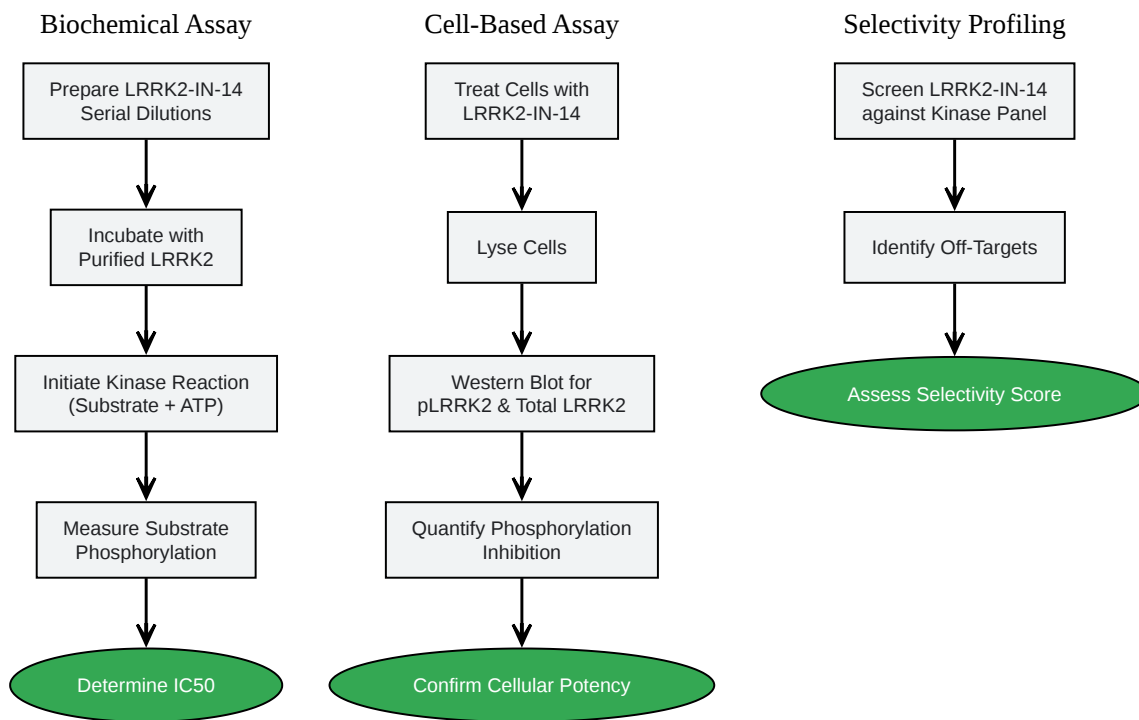 Biochemical Assay
Prepare LRRK2-IN-14
Serial Dilutions
Incubate with
Purified LRRK2
Initiate Kinase Reaction
(Substrate + ATP)
Measure Substrate
Phosphorylation
Determine IC50
Cell-Based Assay
Treat Cells with
LRRK2-IN-14
Lyse Cells
Western Blot for
pLRRK2 & Total LRRK2
Quantify Phosphorylation
Inhibition
Confirm Cellular Potency
Selectivity Profiling
Screen LRRK2-IN-14
against Kinase Panel
Identify Off-Targets
Assess Selectivity Score